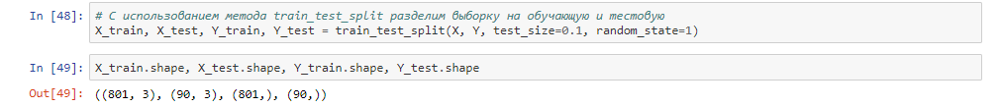 In [48]: # С использованием метода train_test_split разделим выборку на обучающую и тестовую
X_train, X_test, Y_train, Y_test = train_test_split(X, Y, test_size=0.1, random_state=1)
In [49]: X_train.shape, X_test.shape, Y_train.shape, Y_test.shape
Out[49]: ((801, 3), (90, 3), (801,), (90,))